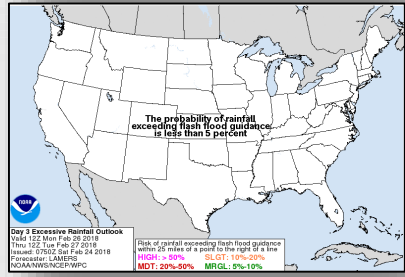 The probability of rainfall
exceeding flash flood guidance
is less than 5 percent
noaa
Day 3 Excessive Rainfall Outlook
Valid 12Z Mon Feb 26 2018
Thru 12Z Tue Feb 27 2018
Issued: 0750Z Sat Feb 24 2018
Forecaster: LAMERS
NOAA/NWS/NCEP/WPC
Risk of rainfall exceeding flash flood guidance
within 25 miles of a point to the right of a line
HIGH: > 50% SLGT: 10%-20%
MDT: 20%-50% MRGL: 5%-10%